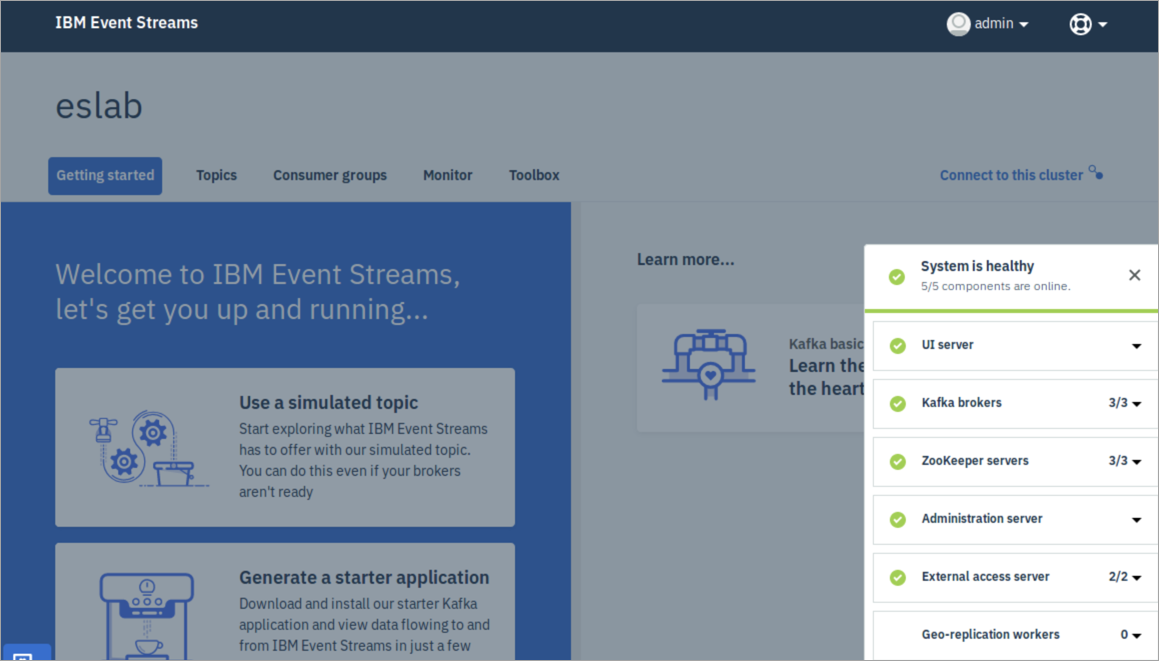 IBM Event Streams
admin
eslab
Getting started
Topics
Consumer groups
Monitor
Toolbox
Connect to this cluster
Welcome to IBM Event Streams,
let's get you up and running...
Use a simulated topic
Start exploring what IBM Event Streams
has to offer with our simulated topic.
You can do this even if your brokers
aren't ready
Generate a starter application
Download and install our starter Kafka
application and view data flowing to and
from IBM Event Streams in just a few
Learn more...
Kafka basic
Learn the
the heart
System is healthy
5/5 components are online.
UI server
Kafka brokers 3/3
ZooKeeper servers 3/3
Administration server
External access server 2/2
Geo-replication workers 0